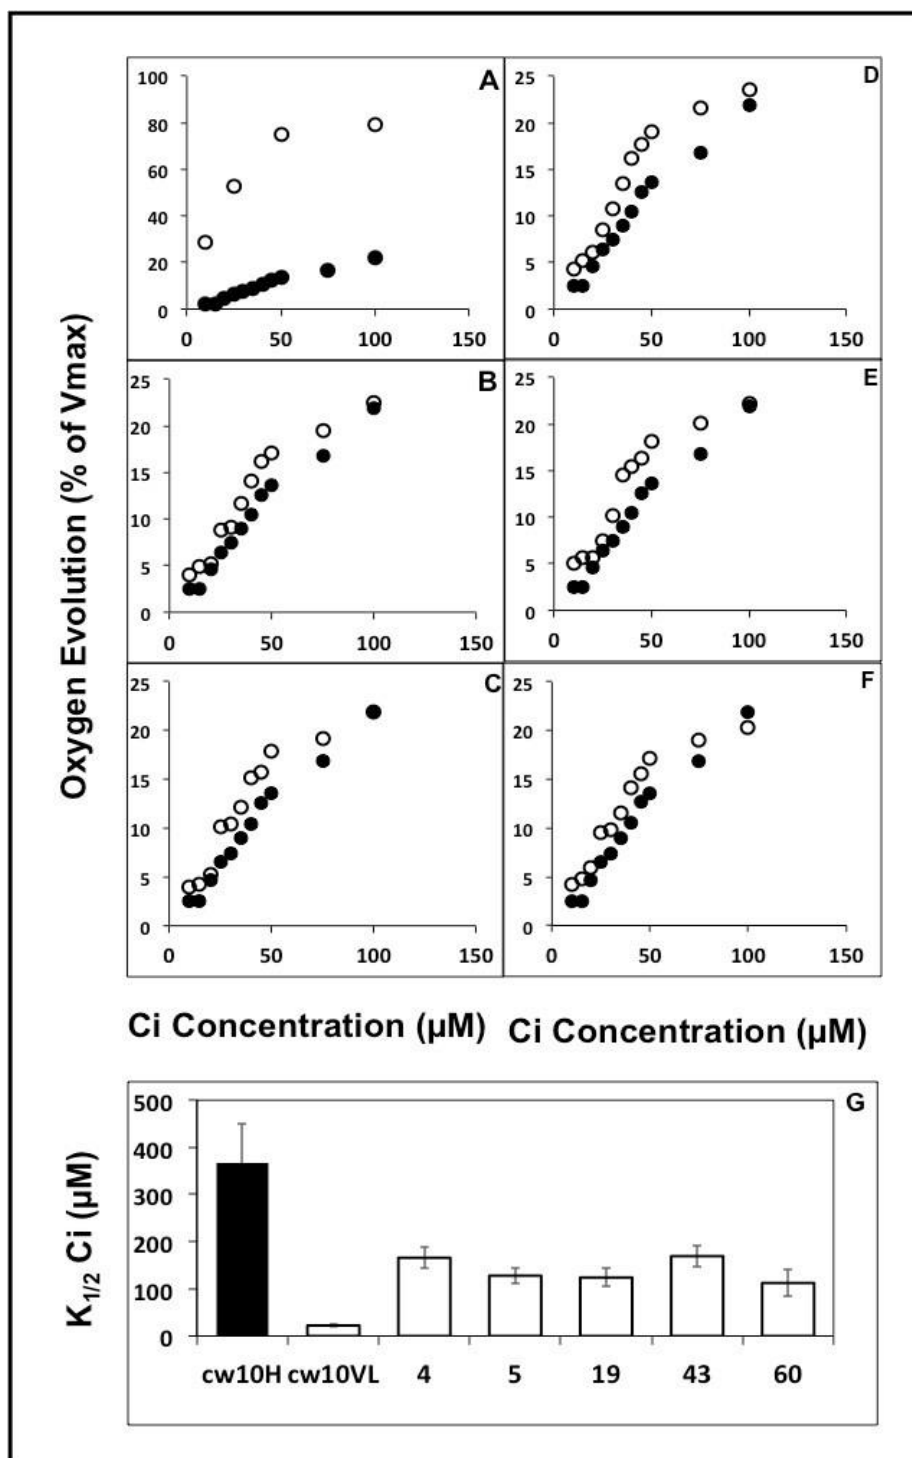 A
100
80
60
40
20
0
0 50 100 150
D
25
20
15
10
5
0
0 50 100 150
B
25
20
15
10
5
0
0 50 100 150
E
25
20
15
10
5
0
0 50 100 150
C
25
20
15
10
5
0
0 50 100 150
F
25
20
15
10
5
0
0 50 100 150
Oxygen Evolution (% of Vmax)
Ci Concentration (µM) Ci Concentration (µM)
G
500
400
300
200
100
0
K1/2 Ci (µM)
cw10H cw10VL 4 5 19 43 60